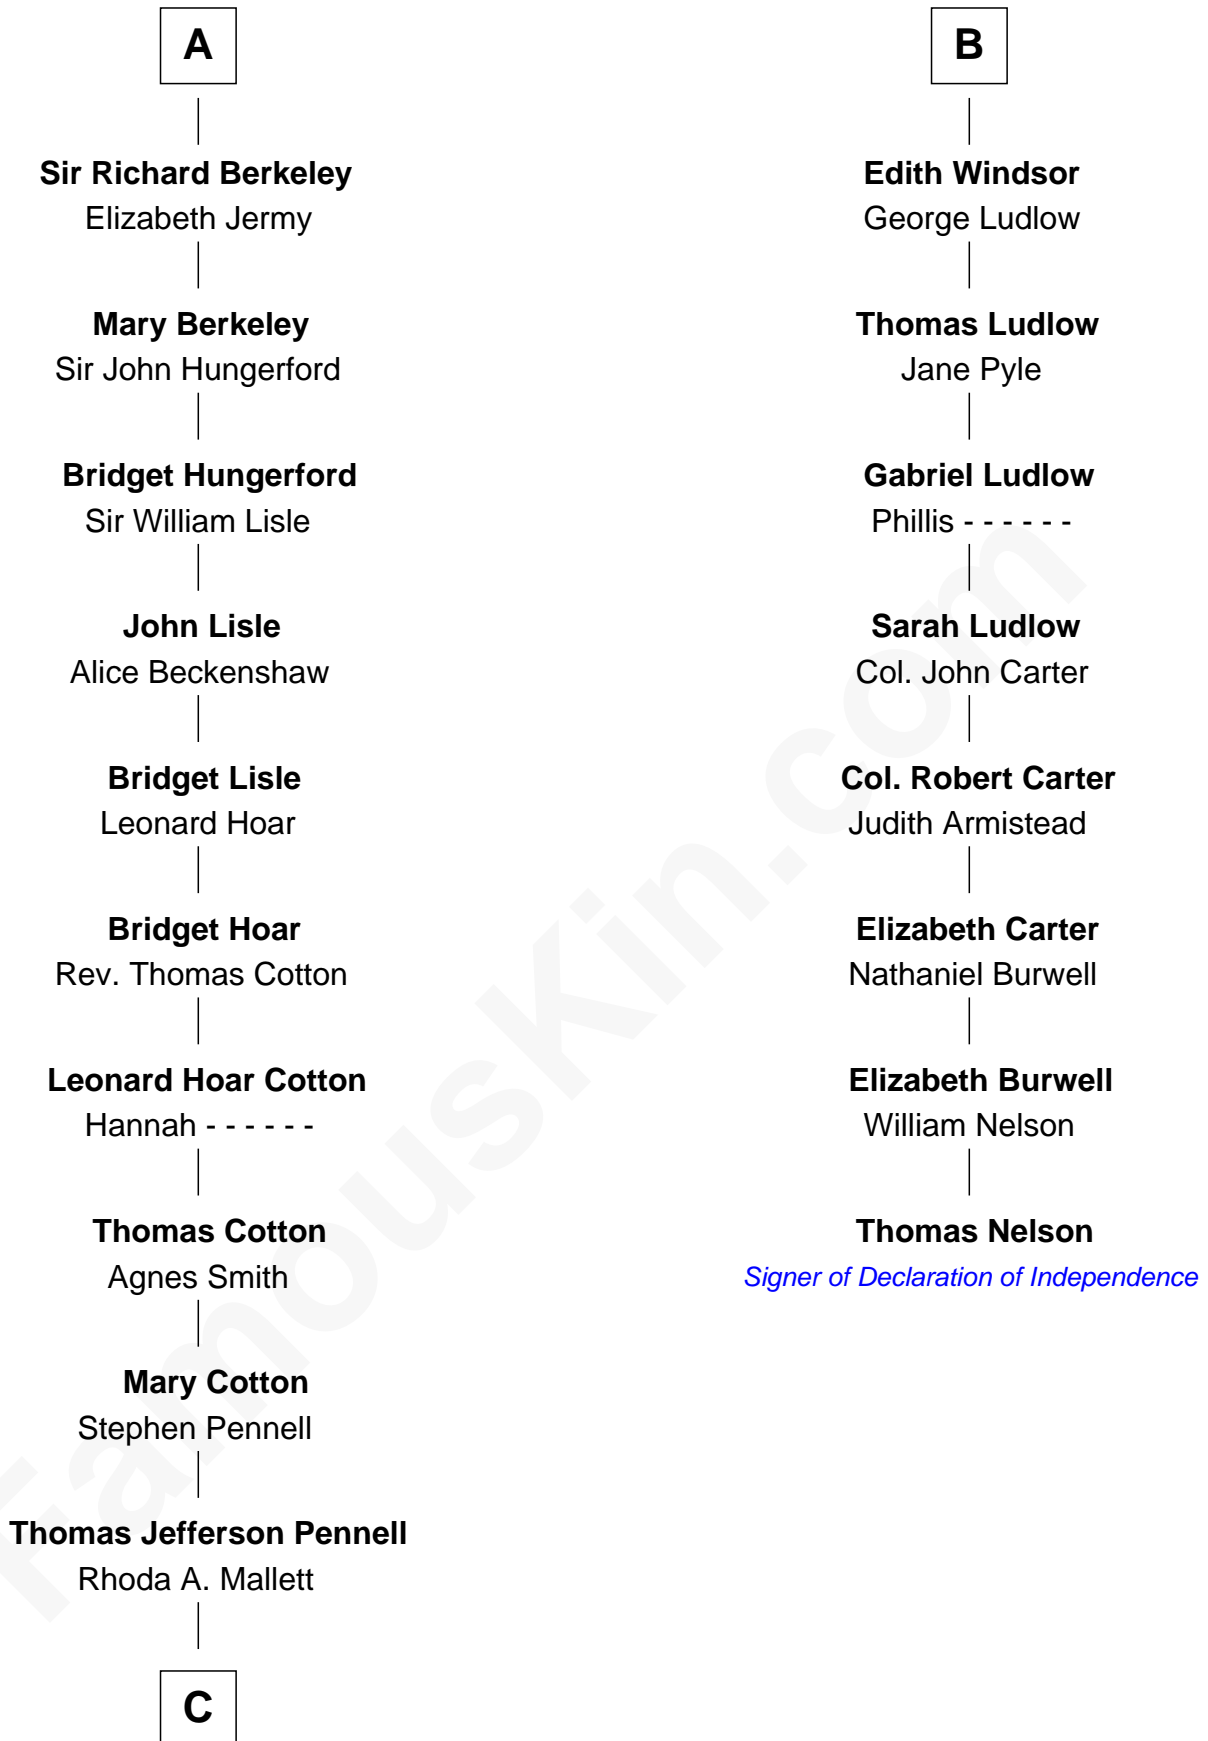 A
Sir Richard Berkeley
Elizabeth Jermy
Mary Berkeley
Sir John Hungerford
Bridget Hungerford
Sir William Lisle
John Lisle
Alice Beckenshaw
Bridget Lisle
Leonard Hoar
Bridget Hoar
Rev. Thomas Cotton
Leonard Hoar Cotton
Hannah - - - - - -
Thomas Cotton
Agnes Smith
Mary Cotton
Stephen Pennell
Thomas Jefferson Pennell
Rhoda A. Mallett
C
B
Edith Windsor
George Ludlow
Thomas Ludlow
Jane Pyle
Gabriel Ludlow
Phillis - - - - - -
Sarah Ludlow
Col. John Carter
Col. Robert Carter
Judith Armistead
Elizabeth Carter
Nathaniel Burwell
Elizabeth Burwell
William Nelson
Thomas Nelson
Signer of Declaration of Independence
FamousKin.com